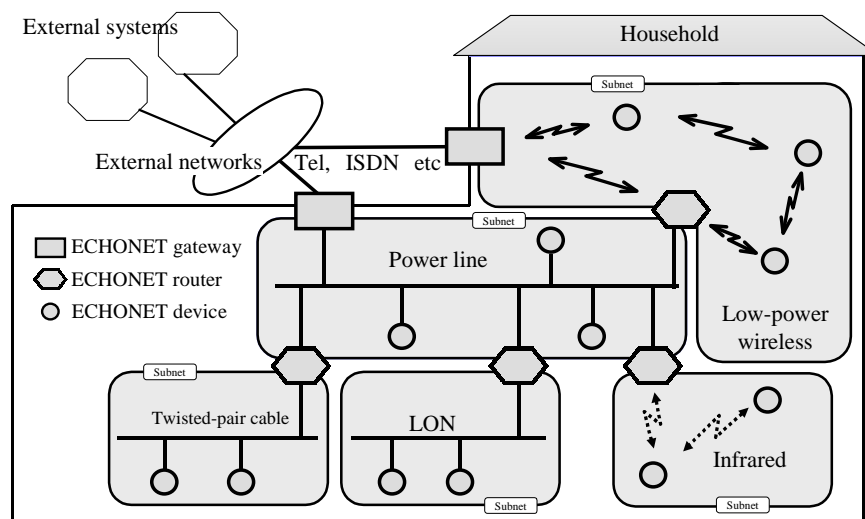 External systems
Household
Subnet
External networks
Tel, ISDN etc
Subnet
ECHONET gateway
ECHONET router
ECHONET device
Power line
Low-power
wireless
Subnet
Twisted-pair cable
LON
Subnet
Infrared
Subnet